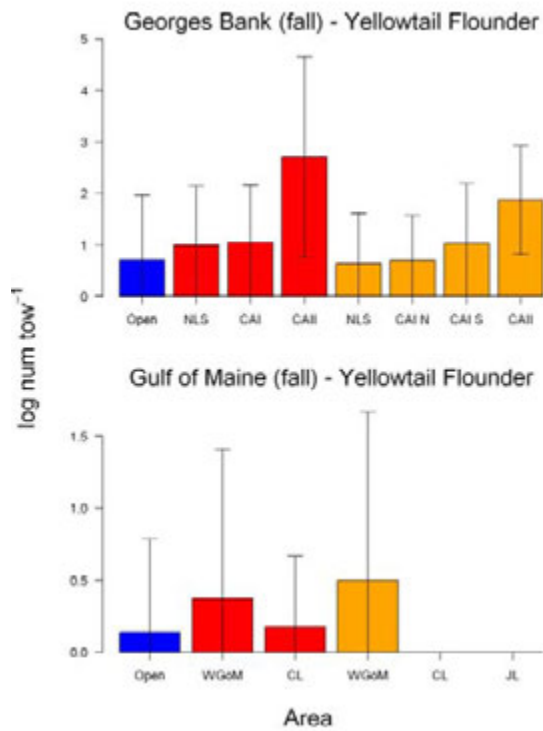 Georges Bank (fall) - Yellowtail Flounder
5
4
3
2
1
0
Open NLS CAI CAII NLS CAI N CAI S CAII
log num tow⁻¹
Gulf of Maine (fall) - Yellowtail Flounder
1.5
1.0
0.5
0.0
Open WGoM CL WGoM CL JL
Area